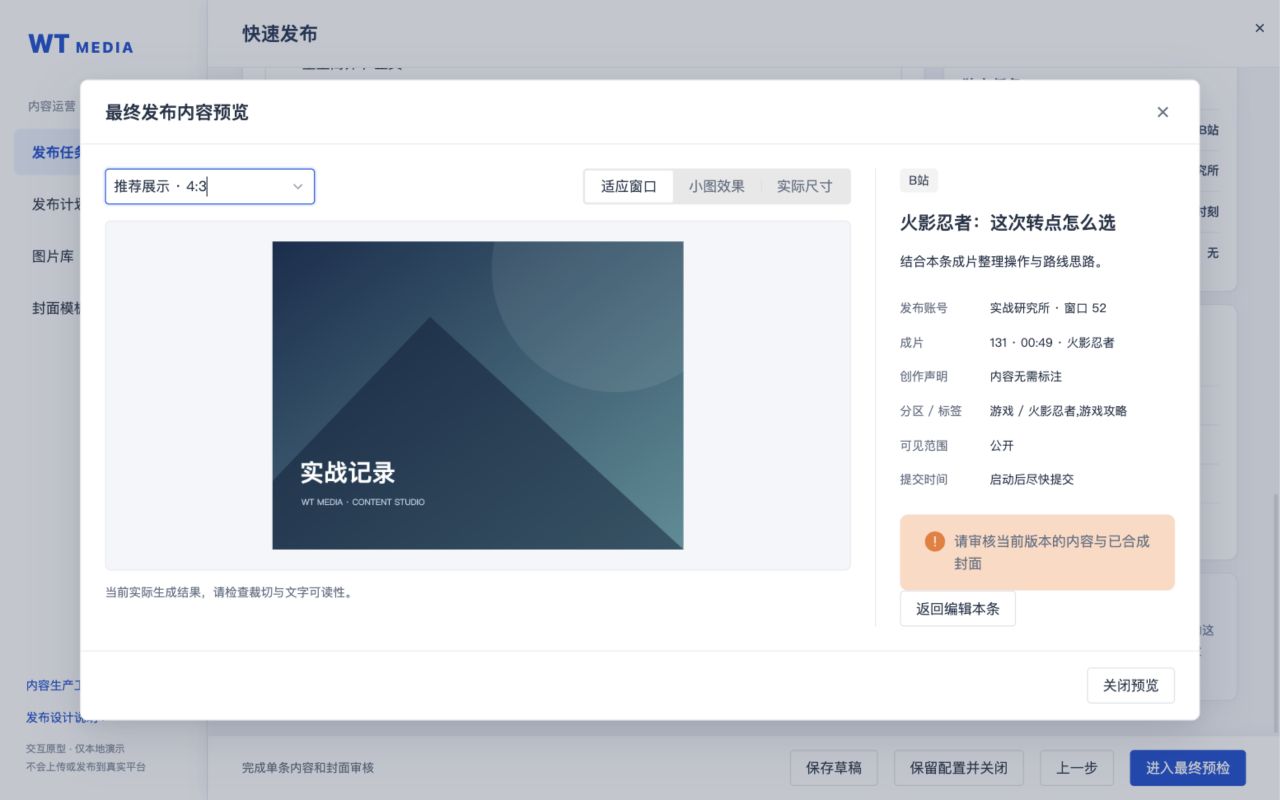 WT MEDIA
快速发布
内容运营
发布任务
发布计划
图片库
封面模板
内容生产工
发布设计说明
交互原型 · 仅本地演示
不会上传或发布到真实平台
最终发布内容预览
推荐展示 · 4:3
适应窗口
小图效果
实际尺寸
实战记录
WT MEDIA · CONTENT STUDIO
当前实际生成结果，请检查裁切与文字可读性。
B站
火影忍者：这次转点怎么选
结合本条成片整理操作与路线思路。
发布账号 实战研究所 · 窗口 52
成片 131 · 00:49 · 火影忍者
创作声明 内容无需标注
分区 / 标签 游戏 / 火影忍者,游戏攻略
可见范围 公开
提交时间 启动后尽快提交
请审核当前版本的内容与已合成
封面
返回编辑本条
关闭预览
B站
究所
时刻
无
完成单条内容和封面审核
保存草稿
保留配置并关闭
上一步
进入最终预检